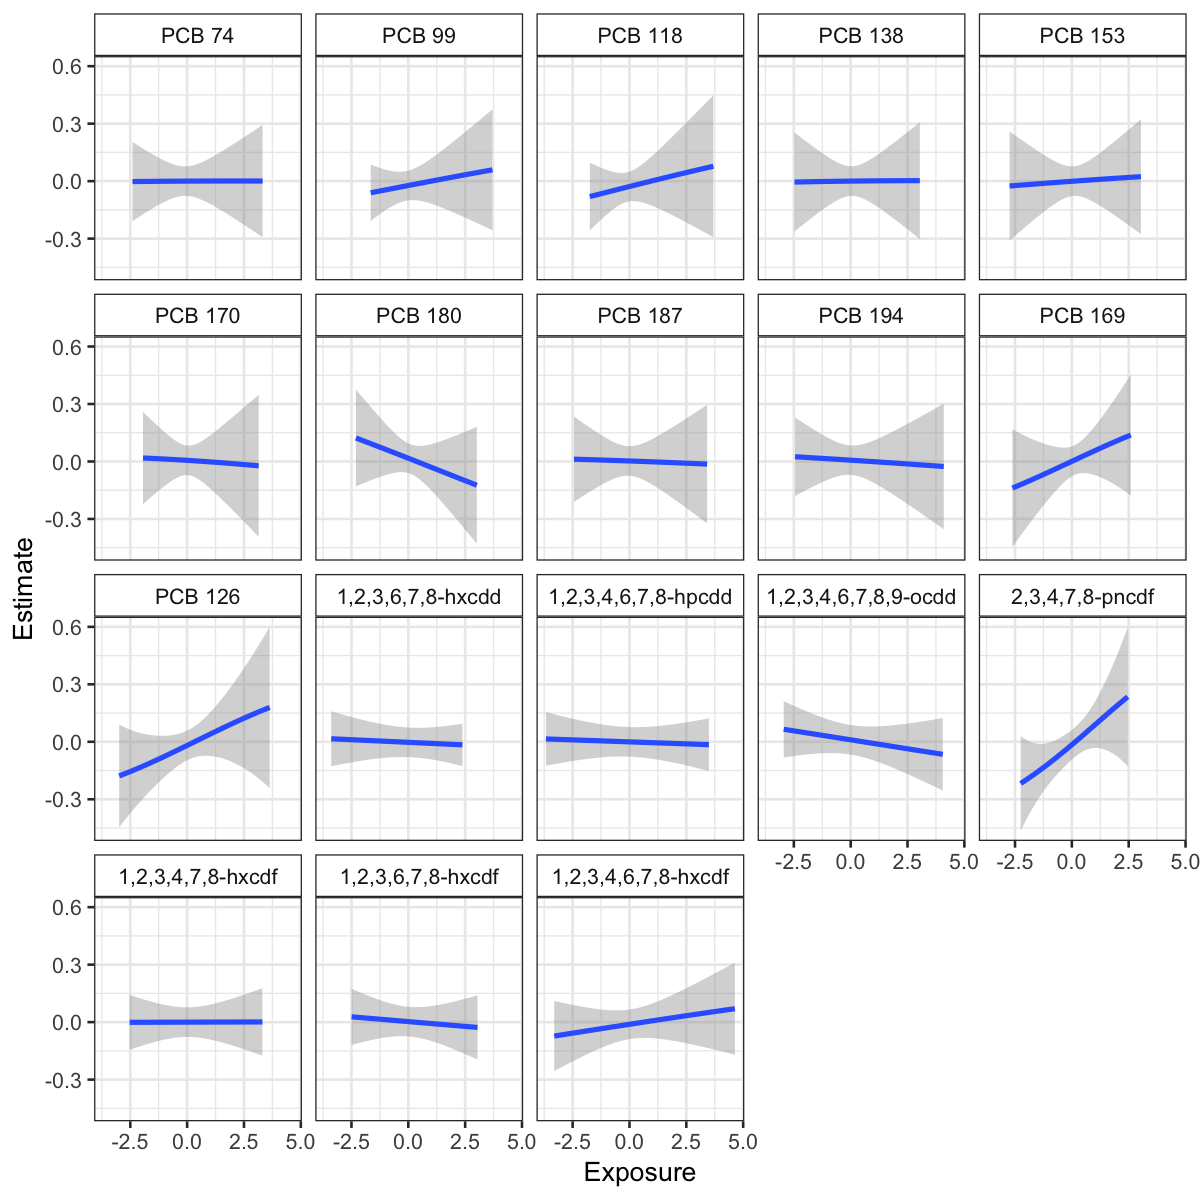 PCB 74 PCB 99 PCB 118 PCB 138 PCB 153
0.6
0.3
0.0
-0.3
PCB 170 PCB 180 PCB 187 PCB 194 PCB 169
0.6
0.3
0.0
-0.3
Estimate
PCB 126 1,2,3,6,7,8-hxcdd 1,2,3,4,6,7,8-hpcdd 1,2,3,4,6,7,8,9-ocdd 2,3,4,7,8-pncdf
0.6
0.3
0.0
-0.3
-2.5 0.0 2.5 5.0 -2.5 0.0 2.5 5.0
1,2,3,4,7,8-hxcdf 1,2,3,6,7,8-hxcdf 1,2,3,4,6,7,8-hxcdf
0.6
0.3
0.0
-0.3
-2.5 0.0 2.5 5.0 -2.5 0.0 2.5 5.0 -2.5 0.0 2.5 5.0
Exposure